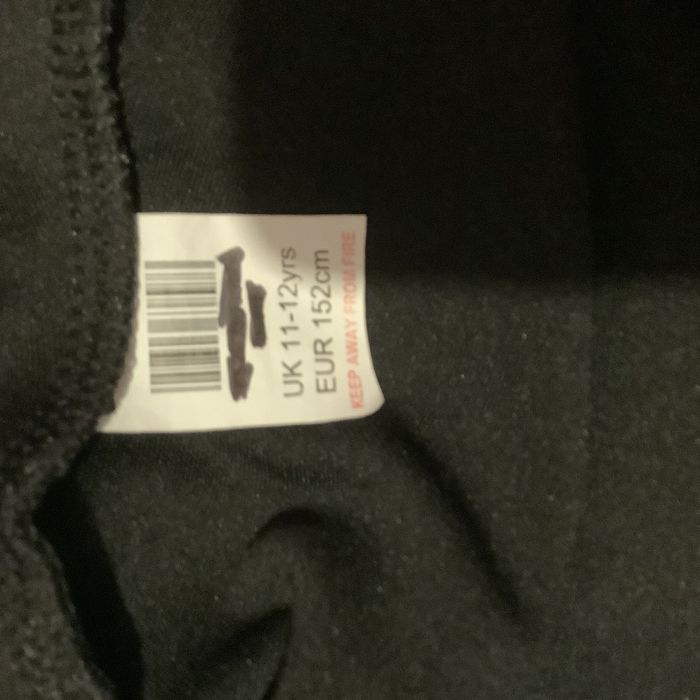 UK 11-12yrs
EUR 152cm
KEEP AWAY FROM FIRE